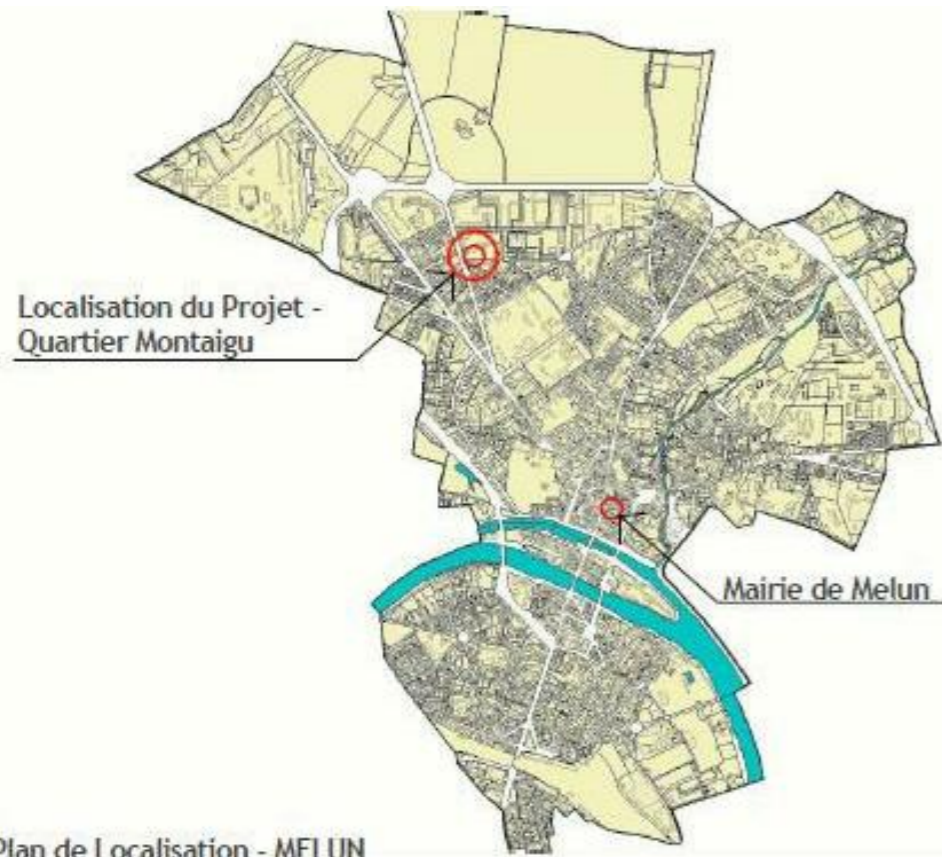 Localisation du Projet -
Quartier Montaigu
Mairie de Melun
Plan de Localisation - MELUN